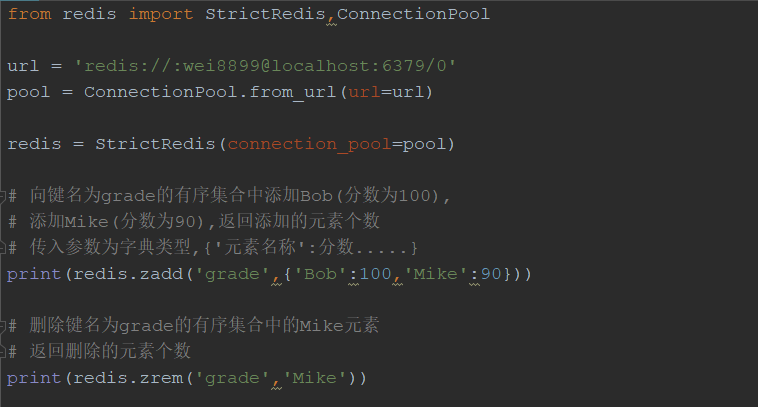 from redis import StrictRedis,ConnectionPool
url = 'redis://:wei8899@localhost:6379/0'
pool = ConnectionPool.from_url(url=url)
redis = StrictRedis(connection_pool=pool)
# 向键名为grade的有序集合中添加Bob(分数为100),
# 添加Mike(分数为90),返回添加的元素个数
# 传入参数为字典类型,{'元素名称':分数.....}
print(redis.zadd('grade',{'Bob':100,'Mike':90}))
# 删除键名为grade的有序集合中的Mike元素
# 返回删除的元素个数
print(redis.zrem('grade','Mike'))